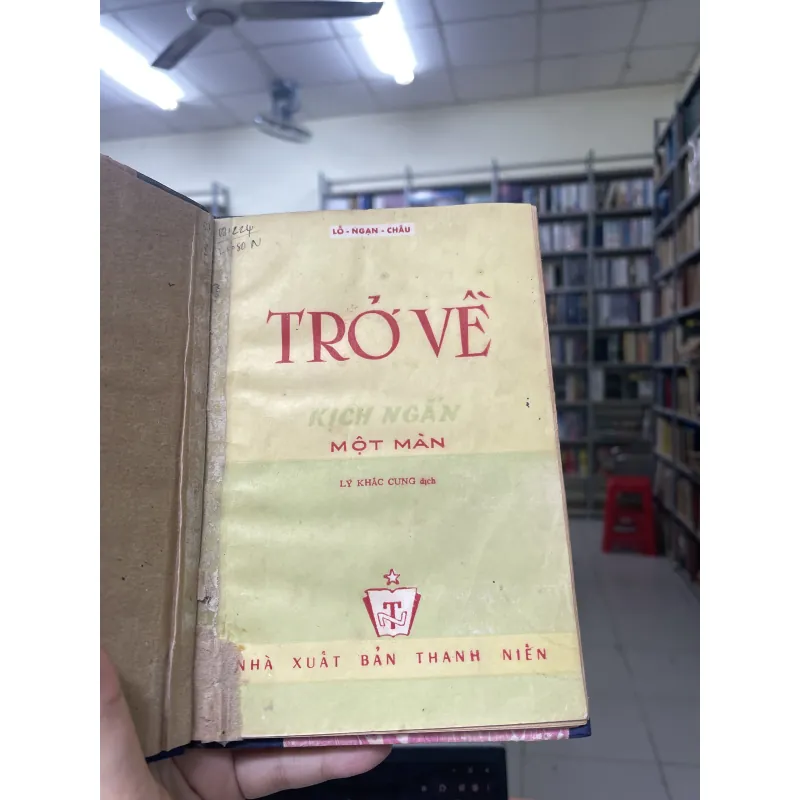 LỖ - NGẠN - CHÂU
TRỞ VỀ
KỊCH NGẮN
MỘT MÀN
LÝ KHẮC CUNG dịch
NHÀ XUẤT BẢN THANH NIÊN